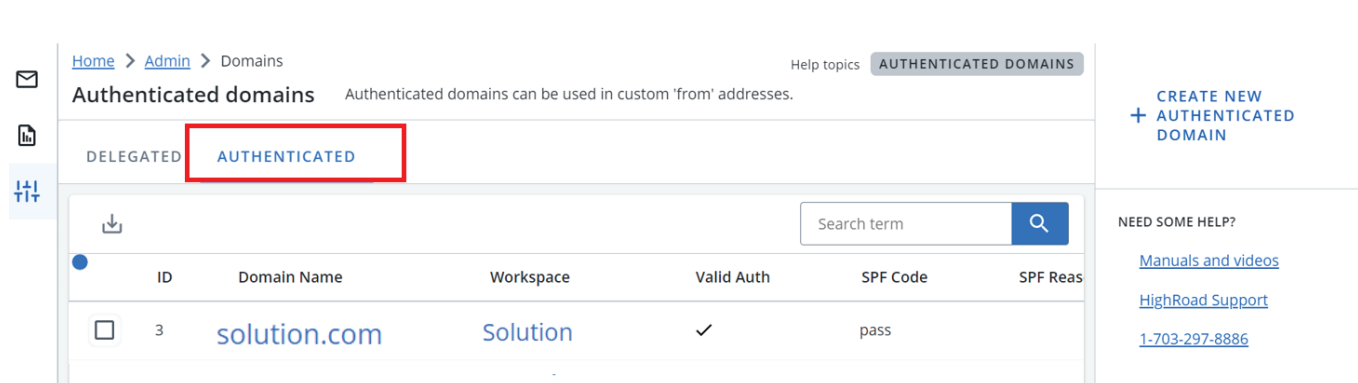 Home > Admin > Domains
Help topics AUTHENTICATED DOMAINS
Authenticated domains Authenticated domains can be used in custom 'from' addresses.
DELEGATED AUTHENTICATED
Search term
ID Domain Name Workspace Valid Auth SPF Code SPF Reas
3 solution.com Solution pass
+ CREATE NEW
AUTHENTICATED
DOMAIN
NEED SOME HELP?
Manuals and videos
HighRoad Support
1-703-297-8886